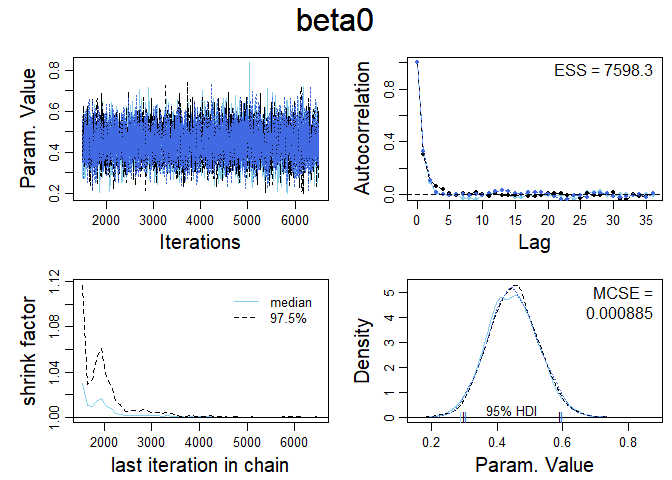 beta0
Param. Value
0.2 0.4 0.6 0.8
2000 3000 4000 5000 6000
Iterations
Autocorrelation
0.0 0.4 0.8
ESS = 7598.3
0 5 10 15 20 25 30 35
Lag
shrink factor
1.00 1.04 1.08 1.12
median
97.5%
2000 3000 4000 5000 6000
last iteration in chain
Density
0 1 2 3 4 5
MCSE =
0.000885
95% HDI
0.2 0.4 0.6 0.8
Param. Value